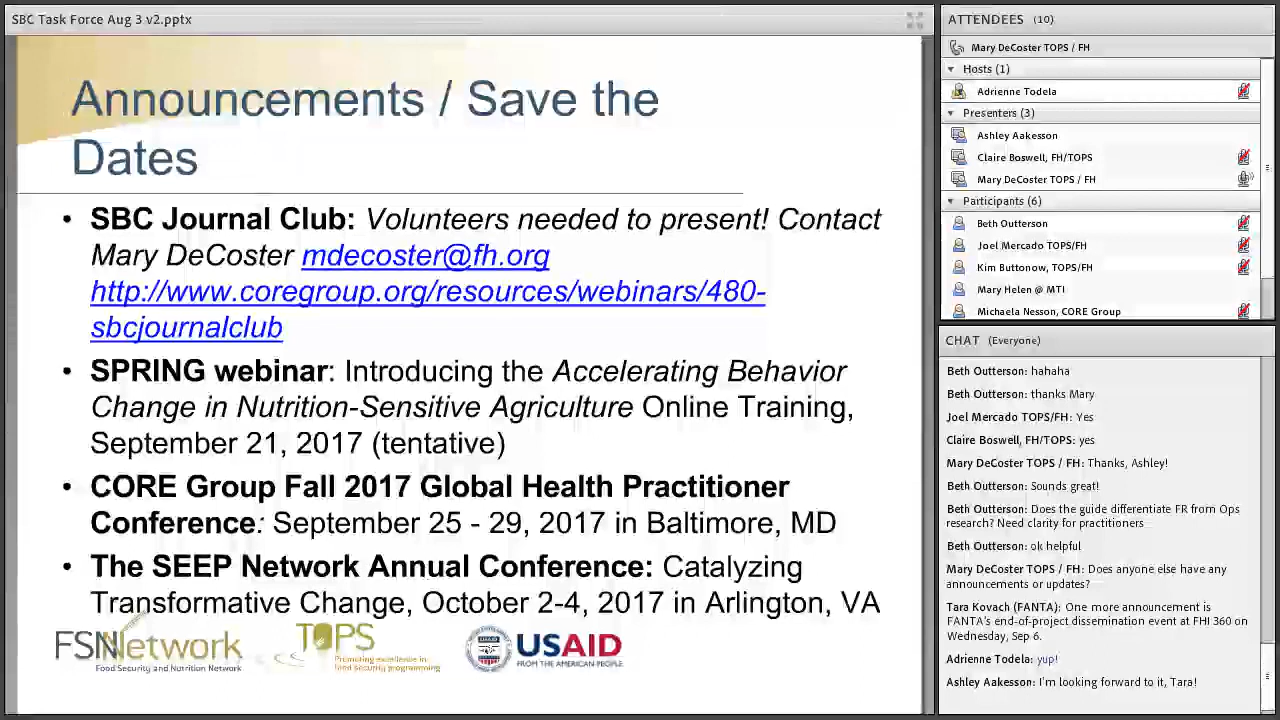 SBC Task Force Aug 3 v2.pptx
Announcements / Save the
Dates
• SBC Journal Club: Volunteers needed to present! Contact
Mary DeCoster mdecoster@fh.org
http://www.coregroup.org/resources/webinars/480-
sbcjournalclub
• SPRING webinar: Introducing the Accelerating Behavior
Change in Nutrition-Sensitive Agriculture Online Training,
September 21, 2017 (tentative)
• CORE Group Fall 2017 Global Health Practitioner
Conference: September 25 - 29, 2017 in Baltimore, MD
• The SEEP Network Annual Conference: Catalyzing
Transformative Change, October 2-4, 2017 in Arlington, VA
FSNNetwork
Food Security and Nutrition Network
TOPS
Promoting excellence in
food security programming
USAID
USAID
FROM THE AMERICAN PEOPLE
ATTENDEES (10)
Mary DeCoster TOPS / FH
Hosts (1)
Adrienne Todela
Presenters (3)
Ashley Aakesson
Claire Boswell, FH/TOPS
Mary DeCoster TOPS / FH
Participants (6)
Beth Outterson
Joel Mercado TOPS/FH
Kim Buttonow, TOPS/FH
Mary Helen @ MTI
Michaela Nesson, CORE Group
CHAT (Everyone)
Beth Outterson: hahaha
Beth Outterson: thanks Mary
Joel Mercado TOPS/FH: Yes
Claire Boswell, FH/TOPS: yes
Mary DeCoster TOPS / FH: Thanks, Ashley!
Beth Outterson: Sounds great!
Beth Outterson: Does the guide differentiate FR from Ops
research? Need clarity for practitioners
Beth Outterson: ok helpful
Mary DeCoster TOPS / FH: Does anyone else have any
announcements or updates?
Tara Kovach (FANTA): One more announcement is
FANTA's end-of-project dissemination event at FHI 360 on
Wednesday, Sep 6.
Adrienne Todela: yup!
Ashley Aakesson: I'm looking forward to it, Tara!